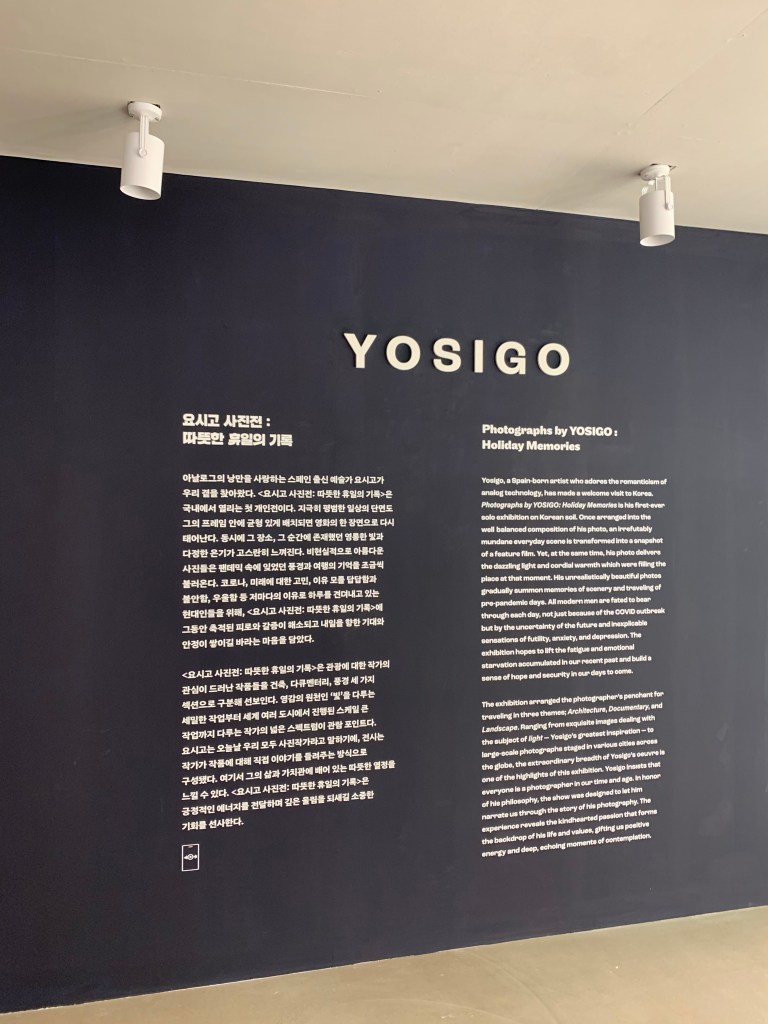 YOSIGO
요시고 사진전 :
따뜻한 휴일의 기록
아날로그의 낭만을 사랑하는 스페인 출신 예술가 요시고가
우리 곁을 찾아왔다. <요시고 사진전: 따뜻한 휴일의 기록>은
국내에서 열리는 첫 개인전이다. 지극히 평범한 일상의 단면도
그의 프레임 안에 균형 있게 배치되면 영화의 한 장면으로 다시
태어난다. 동시에 그 장소, 그 순간에 존재했던 영롱한 빛과
다정한 온기가 고스란히 느껴진다. 비현실적으로 아름다운
사진들은 팬데믹 속에 잊었던 풍경과 여행의 기억을 조금씩
불러온다. 코로나, 미래에 대한 고민, 이유 모를 답답함과
불안함, 우울함 등 저마다의 이유로 하루를 견뎌내고 있는
현대인들을 위해, <요시고 사진전: 따뜻한 휴일의 기록>에
그동안 축적된 피로와 갈증이 해소되고 내일을 향한 기대와
안정이 쌓이길 바라는 마음을 담았다.
<요시고 사진전: 따뜻한 휴일의 기록>은 관광에 대한 작가의
관심이 드러난 작품들을 건축, 다큐멘터리, 풍경 세 가지
섹션으로 구분해 선보인다. 영감의 원천인 '빛'을 다루는
세밀한 작업부터 세계 여러 도시에서 진행된 스케일 큰
작업까지 다루는 작가의 넓은 스펙트럼이 관람 포인트다.
요시고는 오늘날 우리 모두 사진작가라고 말하기에, 전시는
작가가 작품에 대해 직접 이야기를 들려주는 방식으로
구성됐다. 여기서 그의 삶과 가치관에 배어 있는 따뜻한 열정을
느낄 수 있다. <요시고 사진전: 따뜻한 휴일의 기록>은
긍정적인 에너지를 전달하며 깊은 울림을 되새길 소중한
기회를 선사한다.
Photographs by YOSIGO :
Holiday Memories
Yosigo, a Spain-born artist who adores the romanticism of
analog technology, has made a welcome visit to Korea.
Photographs by YOSIGO: Holiday Memories is his first-ever
solo exhibition on Korean soil. Once arranged into the
well balanced composition of his photo, an irrefutably
mundane everyday scene is transformed into a snapshot
of a feature film. Yet, at the same time, his photo delivers
the dazzling light and cordial warmth which were filling the
place at that moment. His unrealistically beautiful photos
gradually summon memories of scenery and traveling of
pre-pandemic days. All modern man are fated to bear
through each day, not just because of the COVID outbreak
but by the uncertainty of the future and inexplicable
sensations of futility, anxiety, and depression. The
exhibition hopes to lift the fatigue and emotional
starvation accumulated in our recent past and build a
sense of hope and security in our days to come.
The exhibition arranged the photographer's penchant for
traveling in three themes; Architecture, Documentary, and
Landscape. Ranging from exquisite images dealing with
the subject of light – Yosigo's greatest inspiration – to
large-scale photographs staged in various cities across
the globe, the extraordinary breadth of Yosigo's oeuvre is
one of the highlights of this exhibition. Yosigo insists that
everyone is a photographer in our time and age. In honor
of his philosophy, the show was designed to let him
narrate us through the story of his photography. The
experience reveals the kindhearted passion that forms
the backdrop of his life and values, gifting us positive
energy and deep, echoing moments of contemplation.